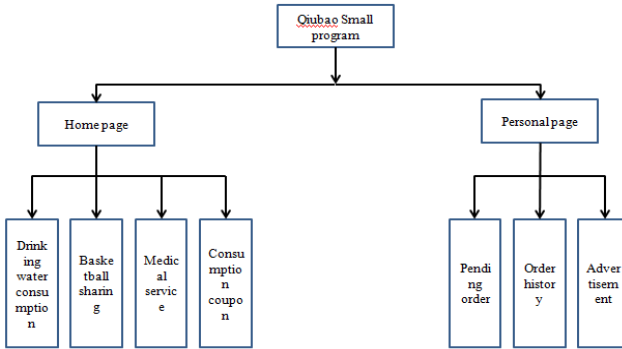 Qiubao Small
program
Home page
Personal page
Drink
ing
water
consu
mptio
n
Baske
tball
sharin
g
Medic
al
servic
e
Consu
mptio
n
coupo
n
Pendi
ng
order
Order
histor
y
Adver
tisem
ent